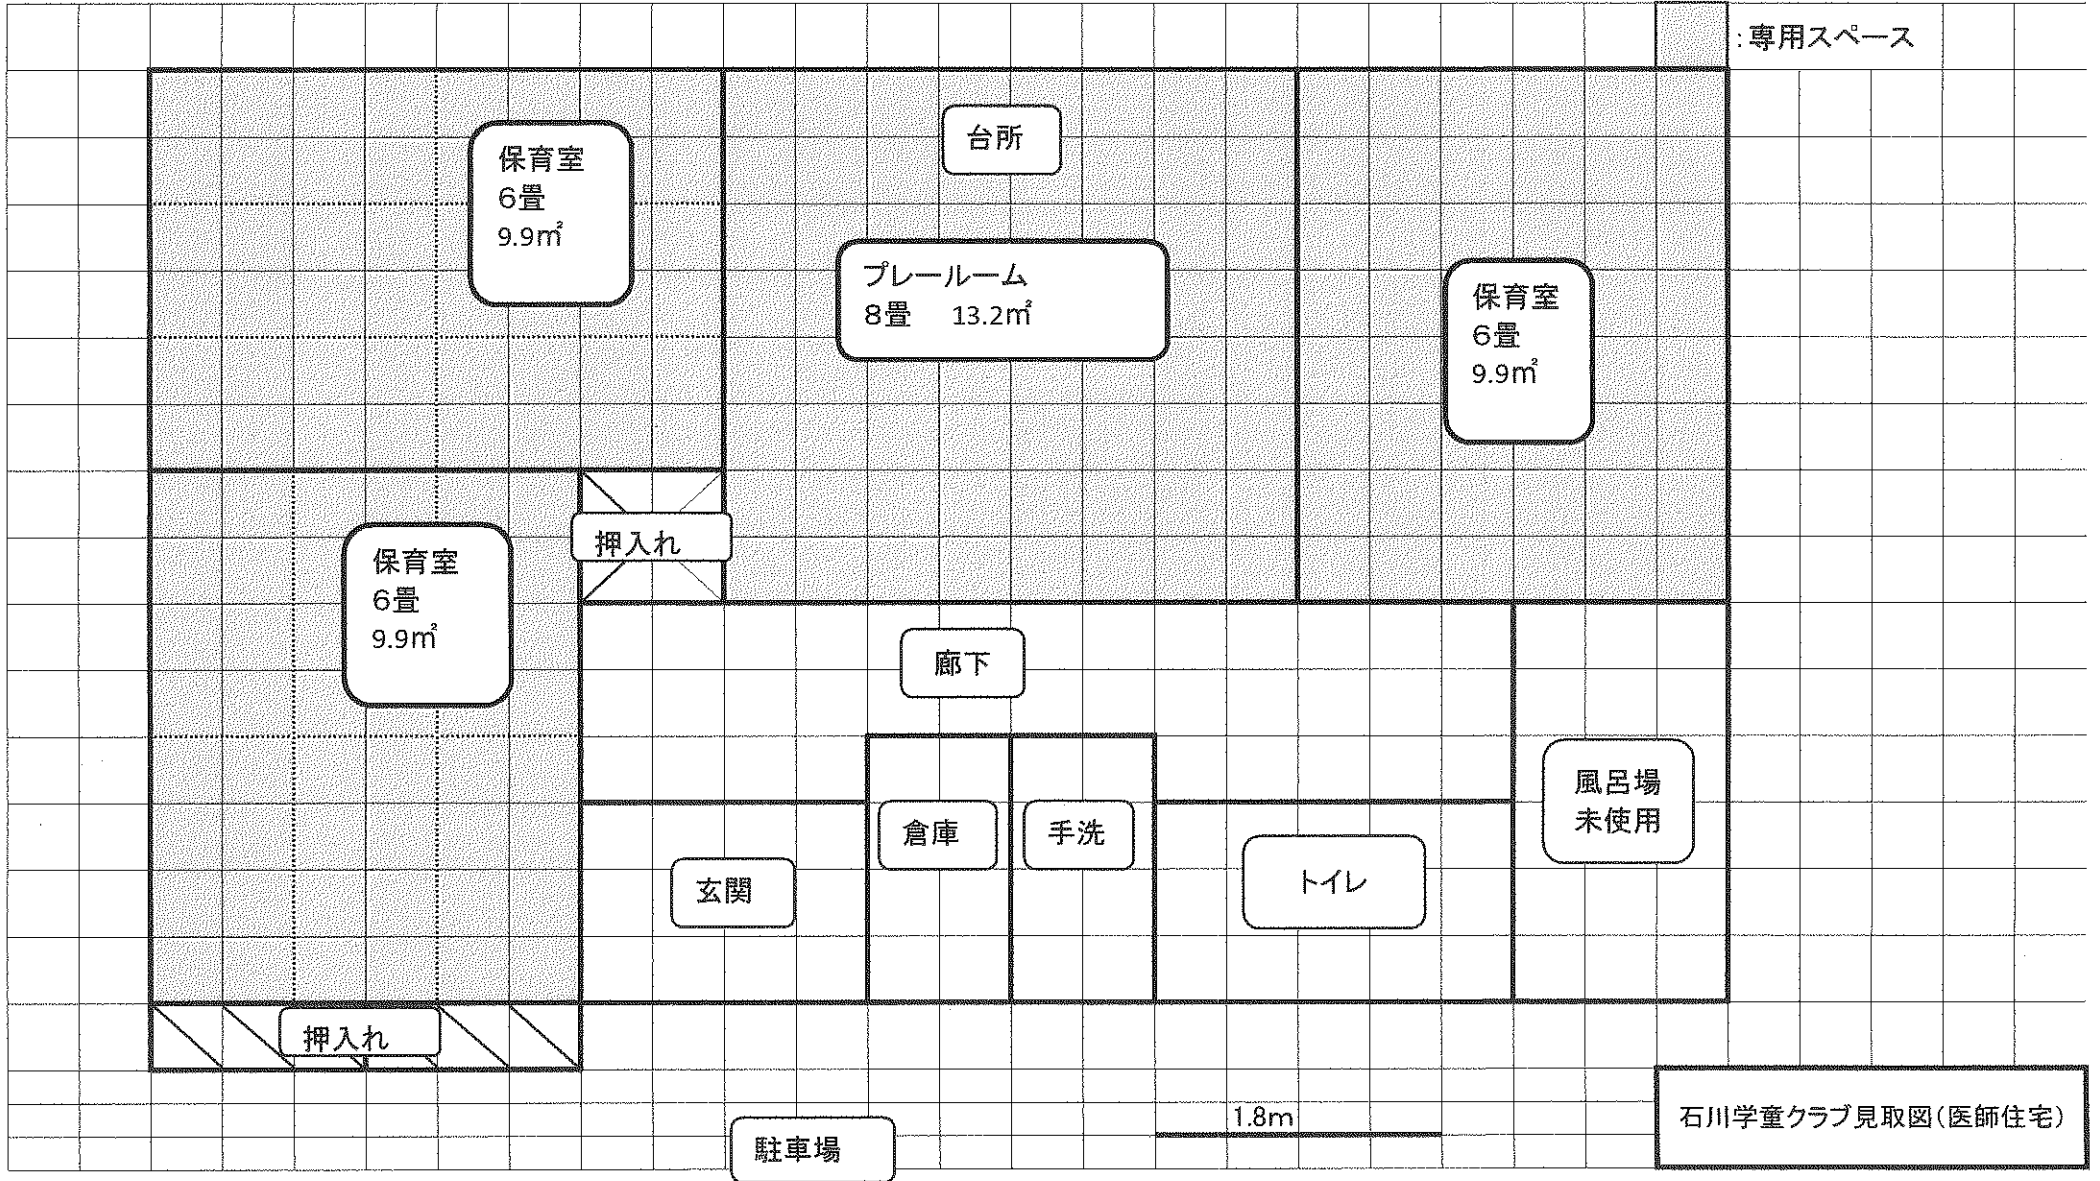 :専用スペース
台所
保育室
6畳
9.9㎡
プレールーム
8畳 13.2㎡
保育室
6畳
9.9㎡
押入れ
保育室
6畳
9.9㎡
廊下
風呂場
未使用
倉庫
手洗
トイレ
玄関
押入れ
1.8m
石川学童クラブ見取図(医師住宅)
駐車場